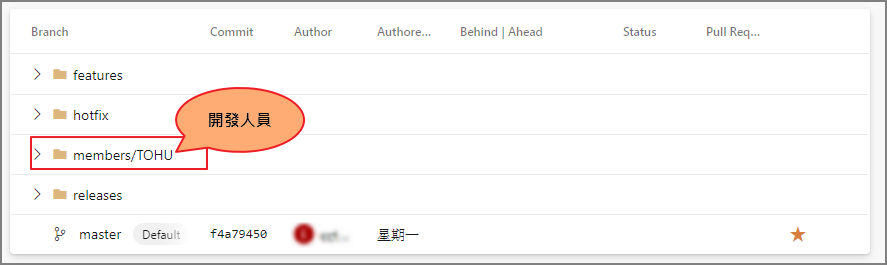 Branch Commit Author Authore... Behind | Ahead Status Pull Req...
features
hotfix
開發人員
members/TOHU
releases
master Default f4a79450 星期一